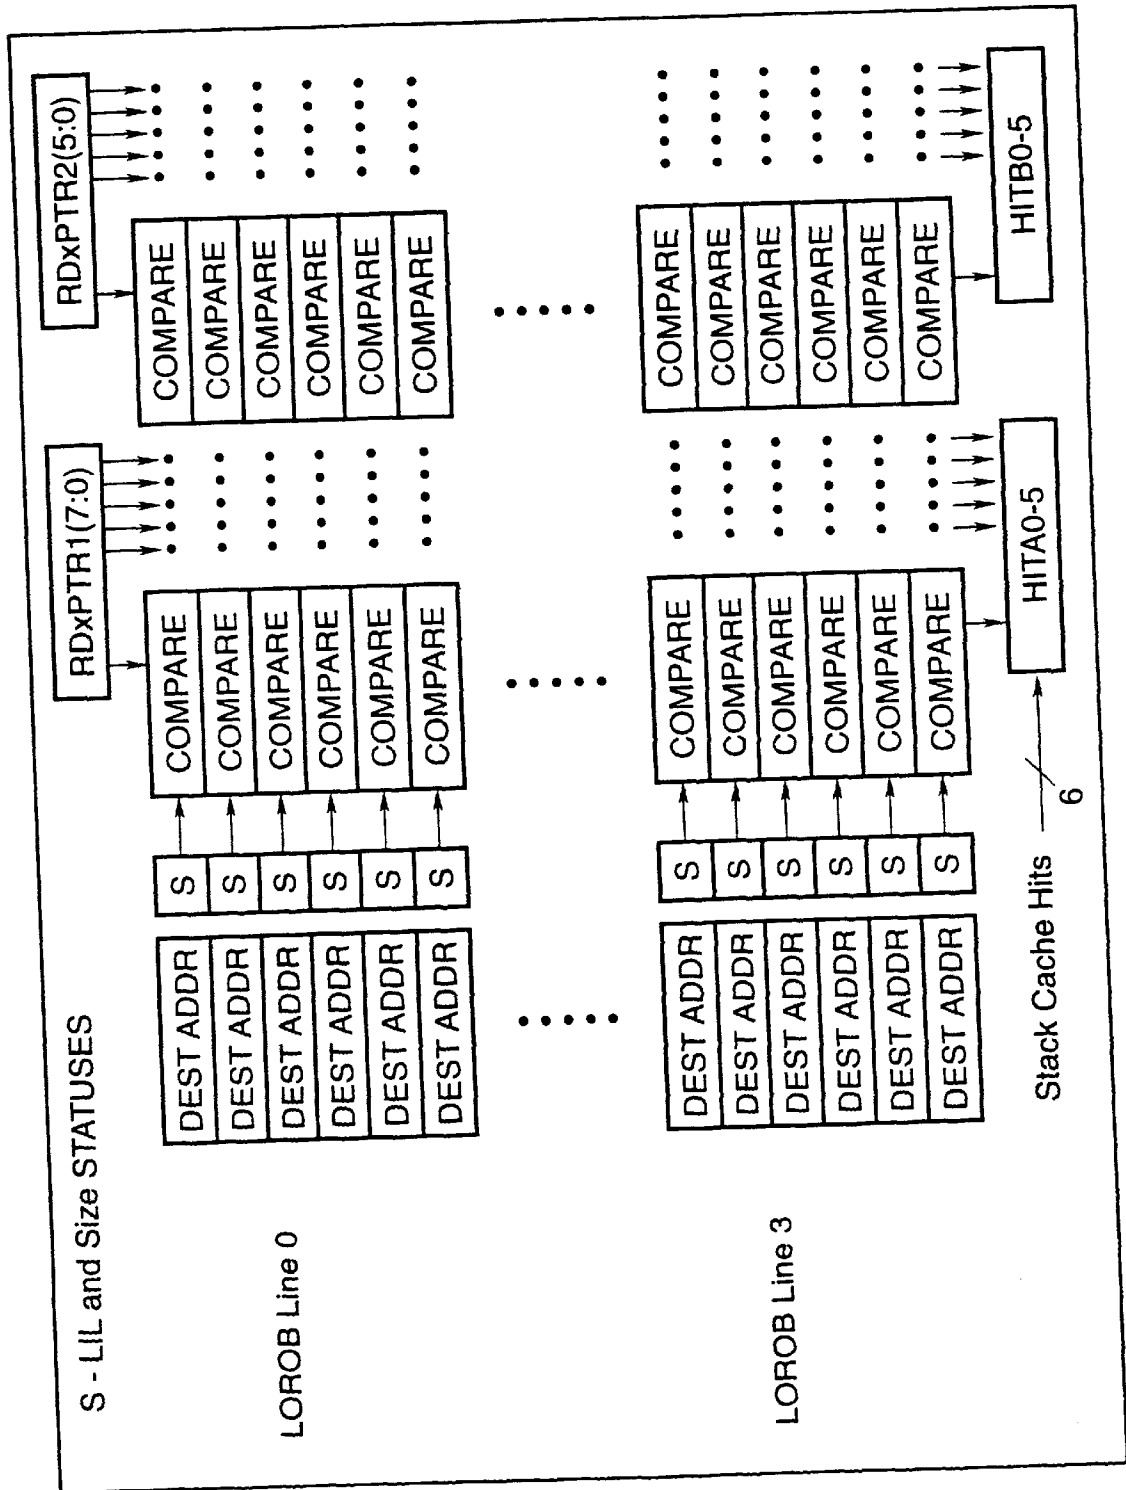 S - LIL and Size STATUSES
RDxPTR1(7:0)
RDxPTR2(5:0)
LOROB Line 0
DEST ADDR S COMPARE COMPARE
DEST ADDR S COMPARE COMPARE
DEST ADDR S COMPARE COMPARE
DEST ADDR S COMPARE COMPARE
DEST ADDR S COMPARE COMPARE
DEST ADDR S COMPARE COMPARE
LOROB Line 3
DEST ADDR S COMPARE COMPARE
DEST ADDR S COMPARE COMPARE
DEST ADDR S COMPARE COMPARE
DEST ADDR S COMPARE COMPARE
DEST ADDR S COMPARE COMPARE
DEST ADDR S COMPARE COMPARE
Stack Cache Hits
6
HITA0-5
HITB0-5